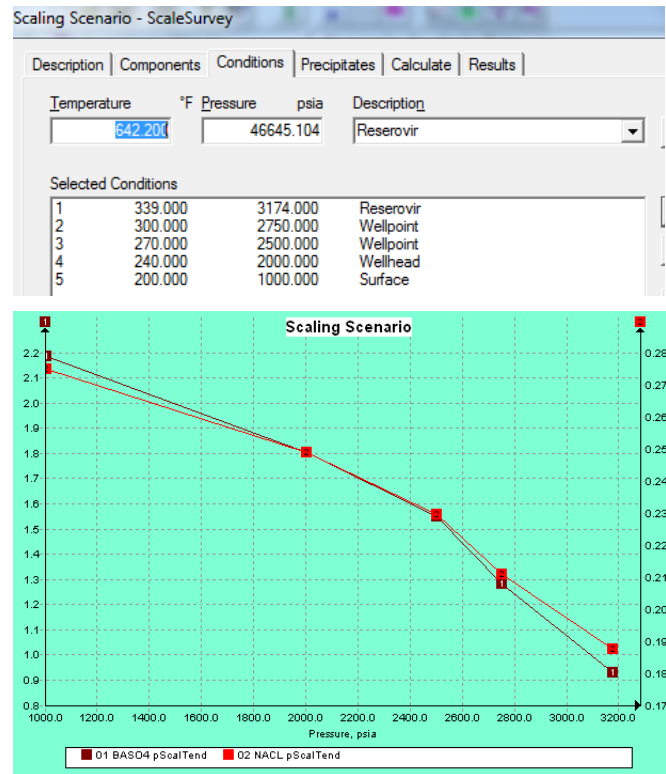 Scaling Scenario - ScaleSurvey
Description Components Conditions Precipitates Calculate Results
Temperature °F Pressure psia Description
642.200 46645.104 Reserovir
Selected Conditions
1 339.000 3174.000 Reserovir
2 300.000 2750.000 Wellpoint
3 270.000 2500.000 Wellpoint
4 240.000 2000.000 Wellhead
5 200.000 1000.000 Surface
Scaling Scenario
1 2
2.2 0.28
2.1 0.27
2.0 0.26
1.9
1.8 0.25
1.7 0.24
1.6 0.23
1.5
1.4 0.22
1.3 0.21
1.2 0.20
1.1
1.0 0.19
0.9 0.18
0.8 0.17
1000.0 1200.0 1400.0 1600.0 1800.0 2000.0 2200.0 2400.0 2600.0 2800.0 3000.0 3200.0
Pressure, psia
01 BASO4 pScalTend 02 NACL pScalTend